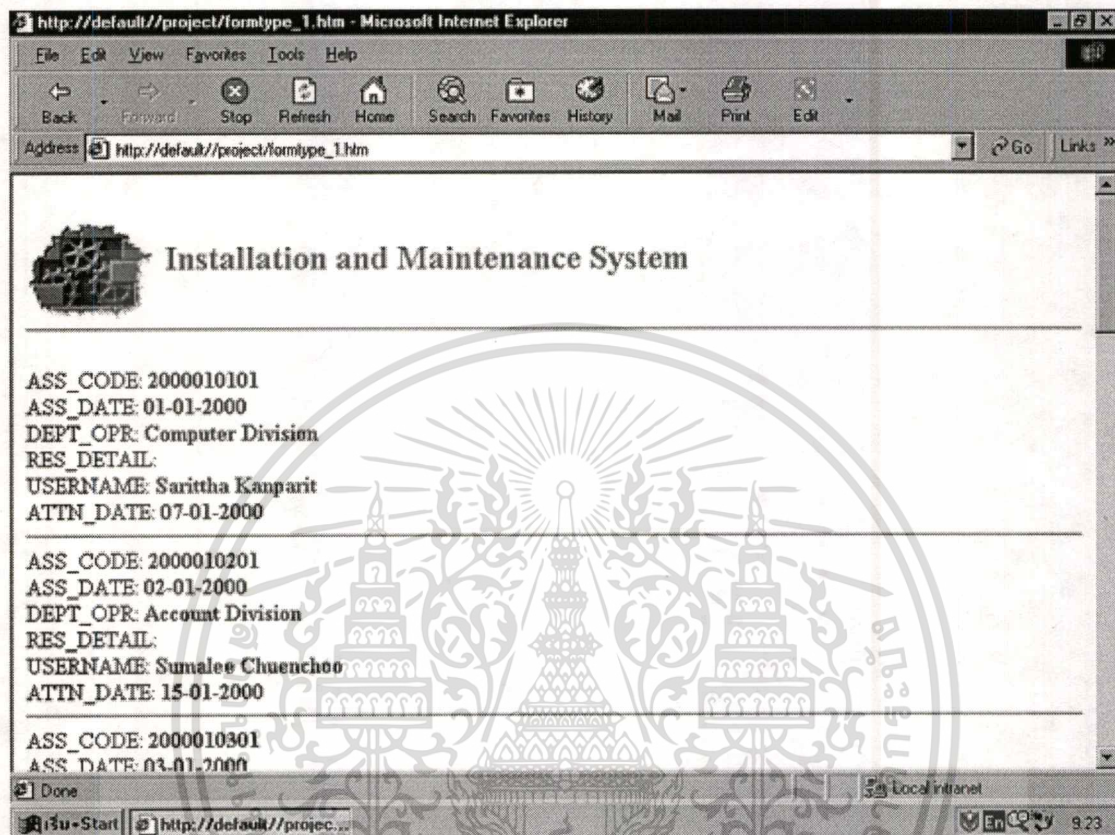 http://default//project/formtype_1.htm - Microsoft Internet Explorer
File Edit View Favorites Tools Help
Back Forward Stop Refresh Home Search Favorites History Mail Print Edit
Address http://default//project/formtype_1.htm Go Links »
Installation and Maintenance System
ASS_CODE: 2000010101
ASS_DATE: 01-01-2000
DEPT_OPR: Computer Division
RES_DETAIL:
USERNAME: Sarittha Kanparit
ATTN_DATE: 07-01-2000
ASS_CODE: 2000010201
ASS_DATE: 02-01-2000
DEPT_OPR: Account Division
RES_DETAIL:
USERNAME: Sumalee Chuenchoo
ATTN_DATE: 15-01-2000
ASS_CODE: 2000010301
ASS_DATE: 03-01-2000
Done Local intranet
เริ่ม-Start http://default//projec... En 9:23